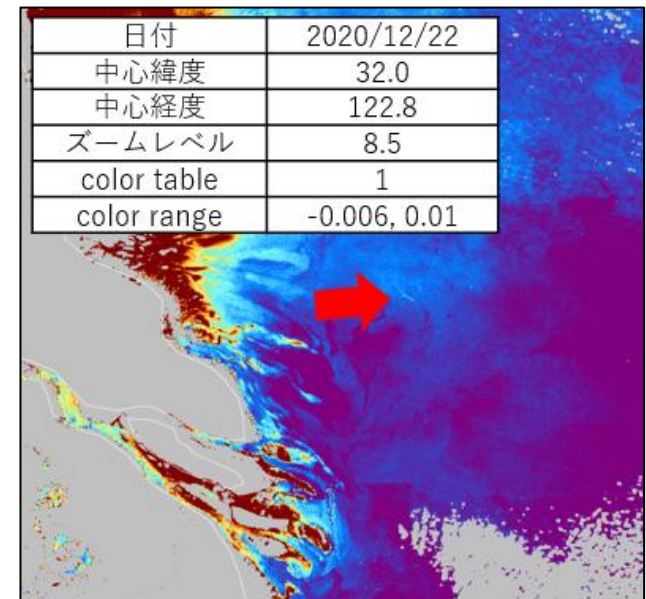 日付 2020/12/22
中心緯度 32.0
中心経度 122.8
ズームレベル 8.5
color table 1
color range -0.006, 0.01